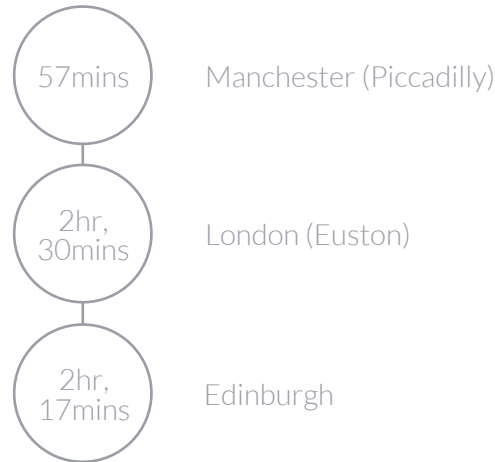 57mins
Manchester (Piccadilly)
2hr,
30mins
London (Euston)
2hr,
17mins
Edinburgh